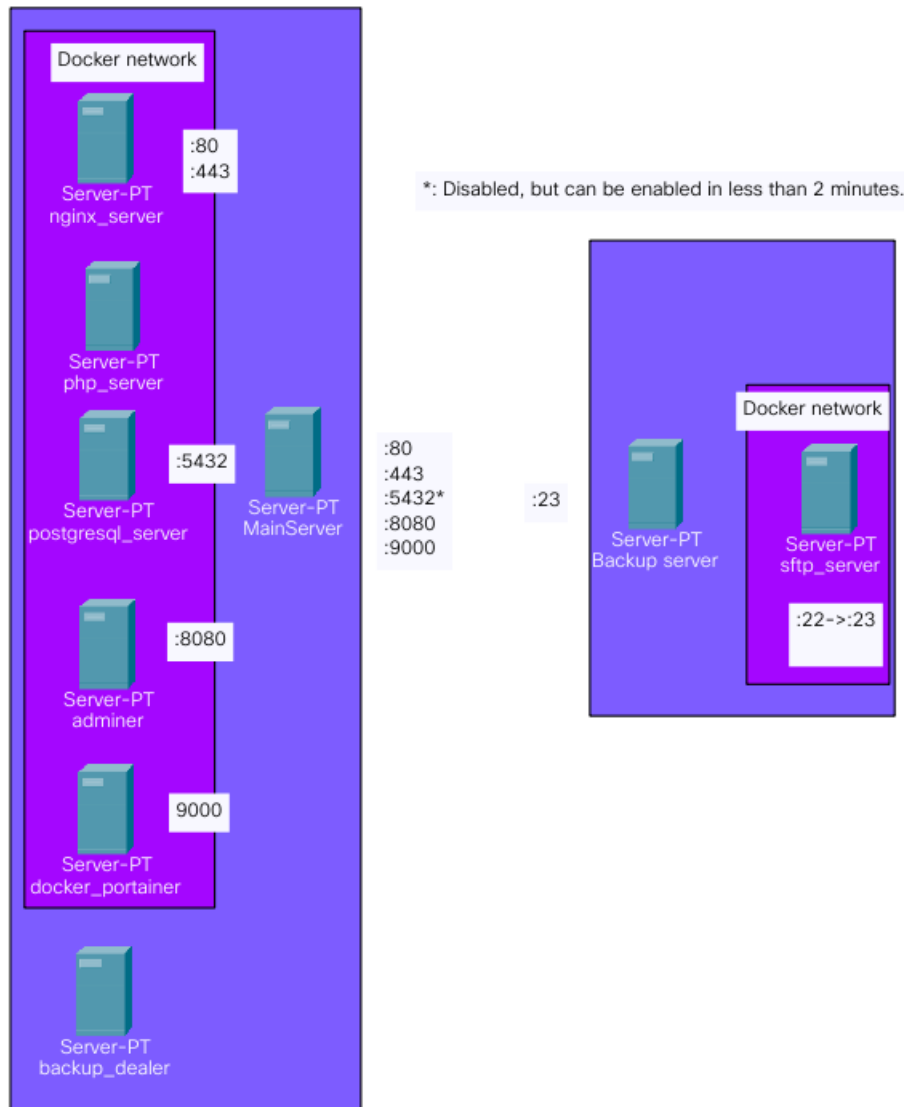 Docker network
:80
:443
Server-PT
nginx_server
*: Disabled, but can be enabled in less than 2 minutes.
Server-PT
php_server
:5432
Server-PT
postgresql_server
Server-PT
MainServer
:80
:443
:5432*
:8080
:9000
:23
Server-PT
Backup server
Docker network
Server-PT
sftp_server
:22->:23
:8080
Server-PT
adminer
9000
Server-PT
docker_portainer
Server-PT
backup_dealer